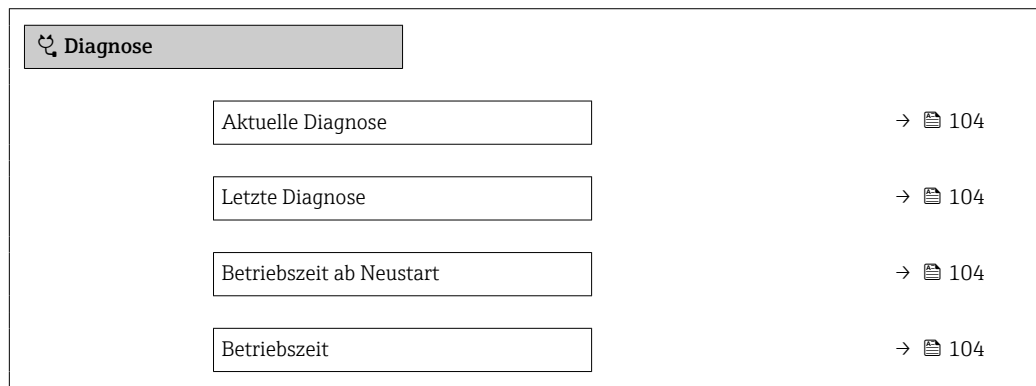 Diagnose
Aktuelle Diagnose → 104
Letzte Diagnose → 104
Betriebszeit ab Neustart → 104
Betriebszeit → 104